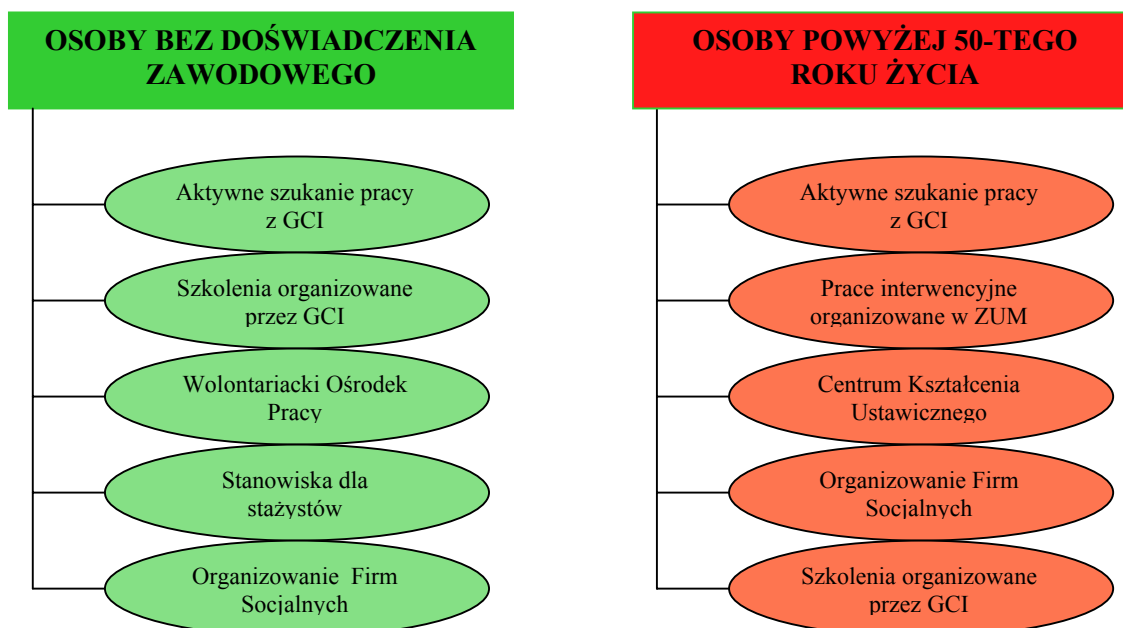 OSOBY BEZ DOŚWIADCZENIA
ZAWODOWEGO
Aktywne szukanie pracy
z GCI
Szkolenia organizowane
przez GCI
Wolontariacki Ośrodek
Pracy
Stanowiska dla
stażystów
Organizowanie Firm
Socjalnych
OSOBY POWYŻEJ 50-TEGO
ROKU ŻYCIA
Aktywne szukanie pracy
z GCI
Prace interwencyjne
organizowane w ZUM
Centrum Kształcenia
Ustawicznego
Organizowanie Firm
Socjalnych
Szkolenia organizowane
przez GCI